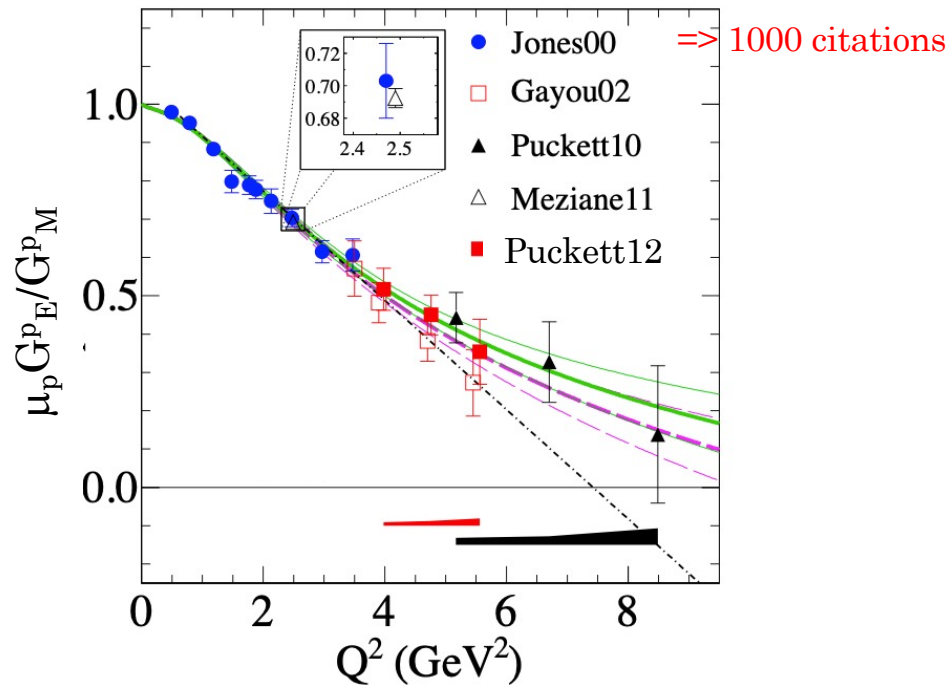 Jones00 => 1000 citations
Gayou02
Puckett10
Meziane11
Puckett12
0.72
0.70
0.68
2.4 2.5
1.0
0.5
0.0
μpGpE/GpM
0 2 4 6 8
Q2 (GeV2)